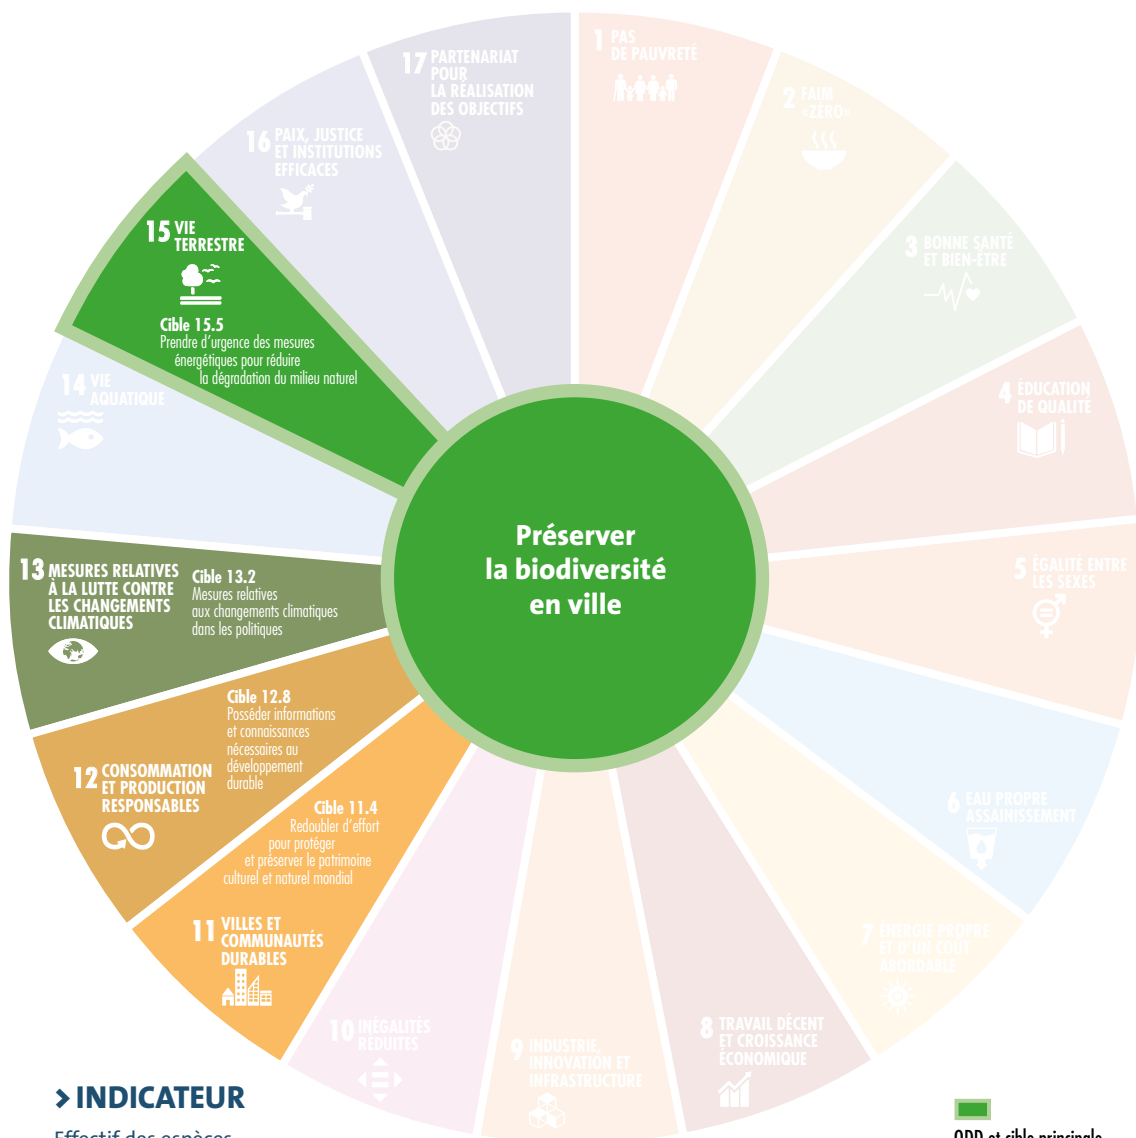 1 PAS
DE PAUVRETÉ
2 FAIM
«ZÉRO»
3 BONNE SANTÉ
ET BIEN-ÊTRE
4 ÉDUCATION
DE QUALITÉ
5 ÉGALITÉ ENTRE
LES SEXES
6 EAU PROPRE
ASSAINISSEMENT
7 ÉNERGIE PROPRE
ET D'UN COÛT
ABORDABLE
8 TRAVAIL DÉCENT
ET CROISSANCE
ÉCONOMIQUE
9 INDUSTRIE,
INNOVATION ET
INFRASTRUCTURE
10 INÉGALITÉS
RÉDUITES
11 VILLES ET
COMMUNAUTÉS
DURABLES
Cible 11.4
Redoubler d'effort
pour protéger
et préserver le patrimoine
culturel et naturel mondial
12 CONSOMMATION
ET PRODUCTION
RESPONSABLES
Cible 12.8
Posséder informations
et connaissances
nécessaires au
développement
durable
13 MESURES RELATIVES
À LA LUTTE CONTRE
LES CHANGEMENTS
CLIMATIQUES
Cible 13.2
Mesures relatives
aux changements climatiques
dans les politiques
14 VIE
AQUATIQUE
15 VIE
TERRESTRE
Cible 15.5
Prendre d'urgence des mesures
énergétiques pour réduire
la dégradation du milieu naturel
16 PAIX, JUSTICE
ET INSTITUTIONS
EFFICACES
17 PARTENARIAT
POUR
LA RÉALISATION
DES OBJECTIFS
Préserver
la biodiversité
en ville
> INDICATEUR
Effectif des espèces
ODD et cible principale